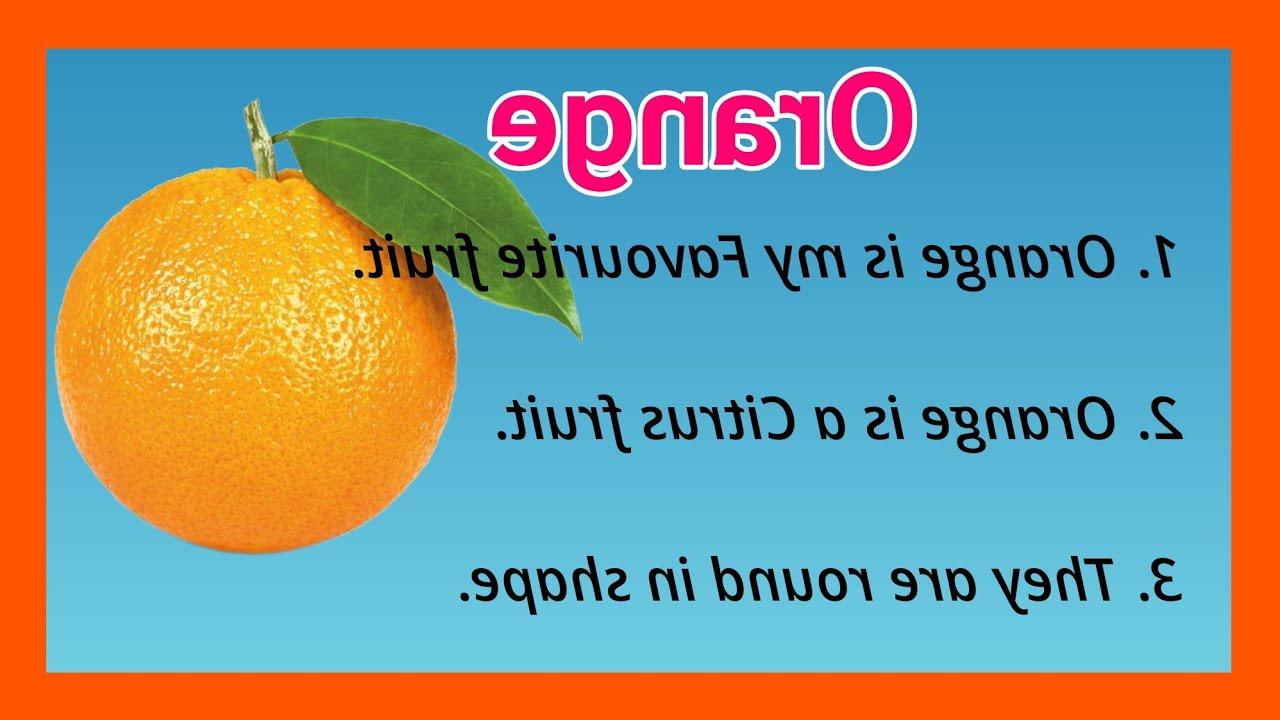 Orange
1. Orange is my Favourite fruit.
2. Orange is a Citrus fruit.
3. They are round in shape.